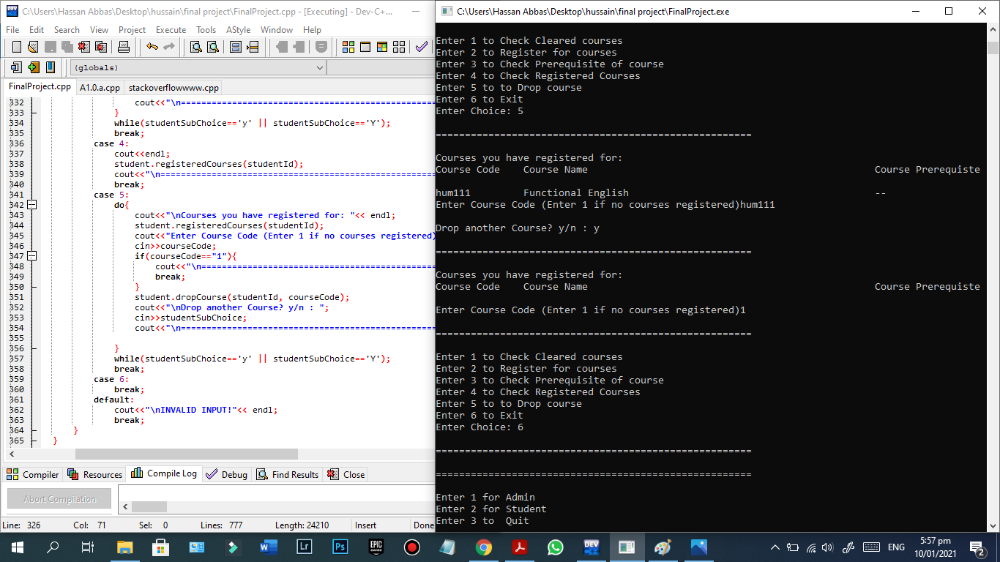 C:\Users\Hassan Abbas\Desktop\hussain\final project\FinalProject.cpp - [Executing] - Dev-C+...
File Edit Search View Project Execute Tools AStyle Window Help
(globals)
FinalProject.cpp A1.0.a.cpp stackoverflowwww.cpp
332 cout<<"\n==================================================
333 }
334 while(studentSubChoice=='y' || studentSubChoice=='Y');
335 break;
336 case 4:
337 cout<<endl;
338 student.registeredCourses(studentId);
339 cout<<"\n==================================================
340 break;
341 case 5:
342 do{
343 cout<<"\nCourses you have registered for: "<< endl;
344 student.registeredCourses(studentId);
345 cout<<"Enter Course Code (Enter 1 if no courses registered)
346 cin>>courseCode;
347 if(courseCode=="1"){
348 cout<<"\n==============================================
349 break;
350 }
351 student.dropCourse(studentId, courseCode);
352 cout<<"\nDrop another Course? y/n : ";
353 cin>>studentSubChoice;
354 cout<<"\n==================================================
355
356 }
357 while(studentSubChoice=='y' || studentSubChoice=='Y');
358 break;
359 case 6:
360 break;
361 default:
362 cout<<"\nINVALID INPUT!"<< endl;
363 break;
364 }
365 }
Compiler Resources Compile Log Debug Find Results Close
Abort Compilation
Line: 326 Col: 71 Sel: 0 Lines: 777 Length: 24210 Insert Done
C:\Users\Hassan Abbas\Desktop\hussain\final project\FinalProject.exe
Enter 1 to Check Cleared courses
Enter 2 to Register for courses
Enter 3 to Check Prerequisite of course
Enter 4 to Check Registered Courses
Enter 5 to to Drop course
Enter 6 to Exit
Enter Choice: 5
======================================================
Courses you have registered for:
Course Code Course Name Course Prerequiste
hum111 Functional English --
Enter Course Code (Enter 1 if no courses registered)hum111
Drop another Course? y/n : y
======================================================
Courses you have registered for:
Course Code Course Name Course Prerequiste
Enter Course Code (Enter 1 if no courses registered)1
======================================================
Enter 1 to Check Cleared courses
Enter 2 to Register for courses
Enter 3 to Check Prerequisite of course
Enter 4 to Check Registered Courses
Enter 5 to to Drop course
Enter 6 to Exit
Enter Choice: 6
======================================================
======================================================
Enter 1 for Admin
Enter 2 for Student
Enter 3 to  Quit
W Lr Ps EPIC GAMES DEV ENG 5:57 pm
10/01/2021 2